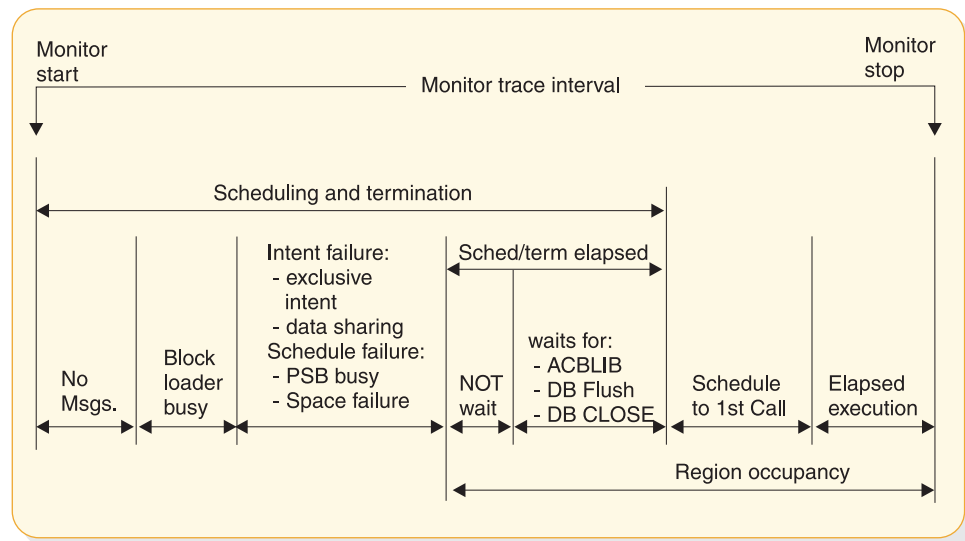 Monitor
start
Monitor
stop
Monitor trace interval
Scheduling and termination
Intent failure:
- exclusive
intent
- data sharing
Schedule failure:
- PSB busy
- Space failure
Sched/term elapsed
No
Msgs.
Block
loader
busy
NOT
wait
waits for:
- ACBLIB
- DB Flush
- DB CLOSE
Schedule
to 1st Call
Elapsed
execution
Region occupancy